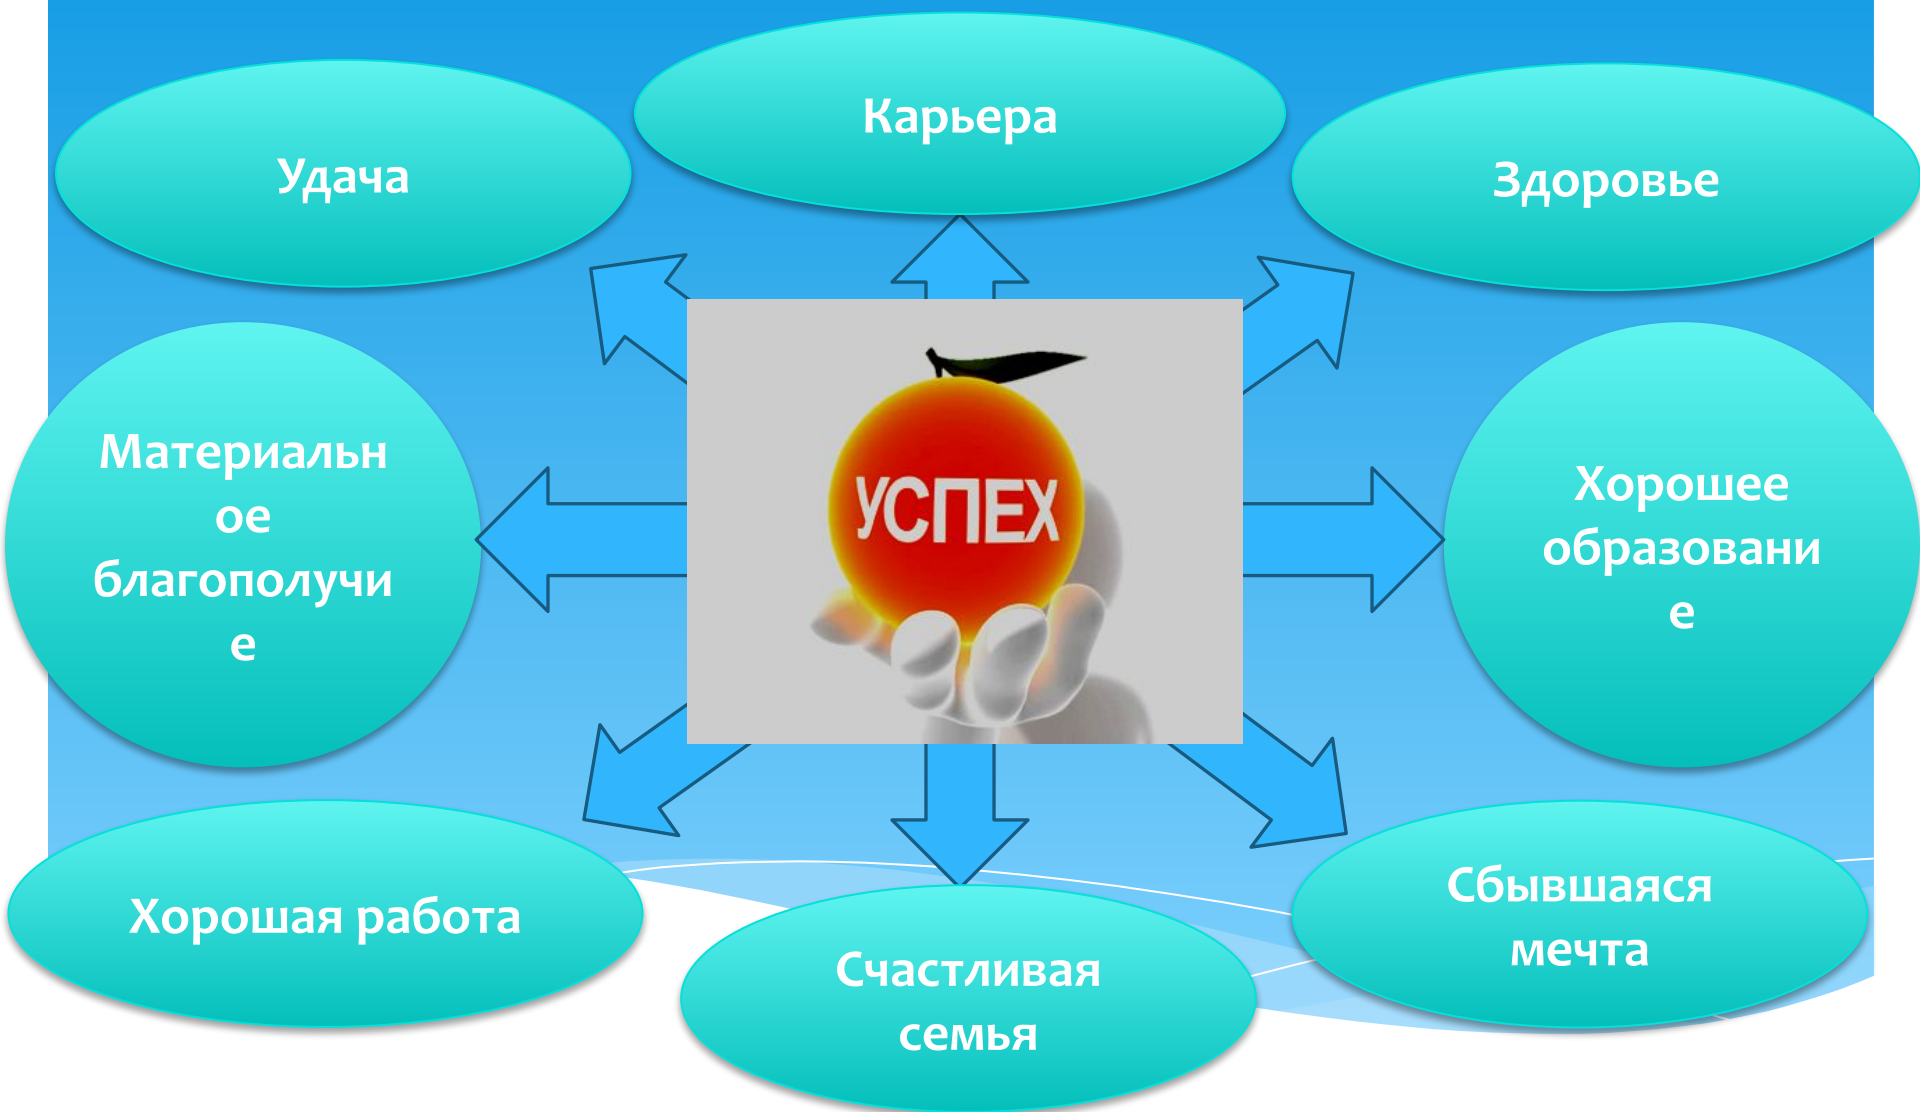 Карьера
Удача
Здоровье
Материальн
ое
благополучи
е
УСПЕХ
Хорошее
образовани
е
Хорошая работа
Счастливая
семья
Сбывшаяся
мечта